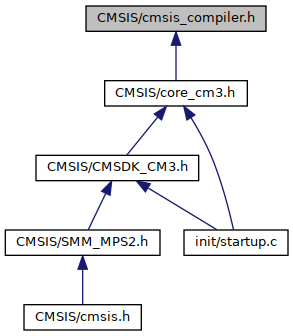 CMSIS/cmsis_compiler.h
CMSIS/core_cm3.h
CMSIS/CMSDK_CM3.h
CMSIS/SMM_MPS2.h
init/startup.c
CMSIS/cmsis.h